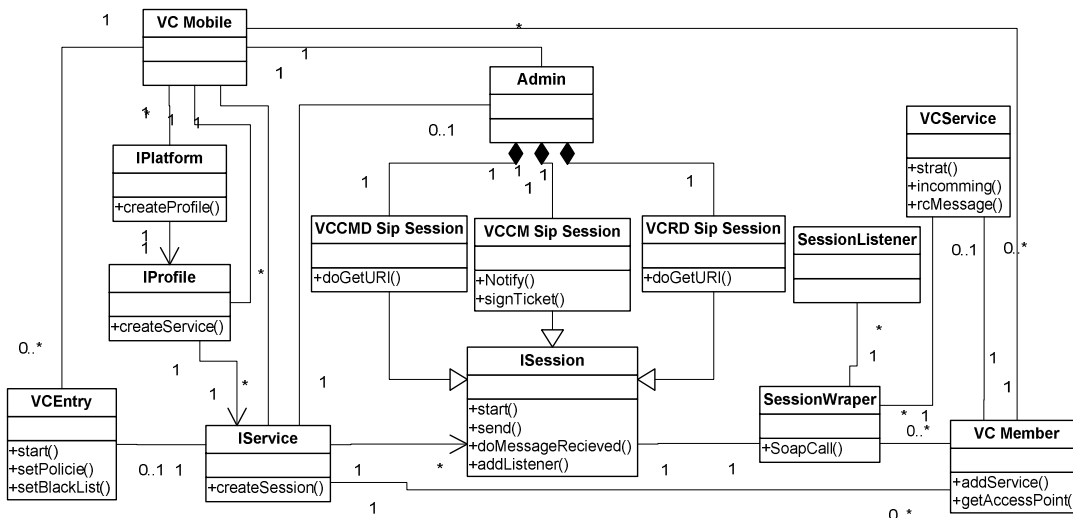 1
VC Mobile
*
1
1
Admin
0..1
1
*
1
1
IPlatform
+createProfile()
1
1
IProfile
+createService()
*
VCService
+strat()
+incomming()
+rcMessage()
1
1
1
1
1
1
VCCMD Sip Session
+doGetURI()
VCCM Sip Session
+Notify()
+signTicket()
VCRD Sip Session
+doGetURI()
SessionListener
0..1
0..*
*
1
0..*
1
1
*
1
ISession
+start()
+send()
+doMessageRecieved()
+addListener()
SessionWraper
+SoapCall()
1
1
*
1
0..*
VCEntry
+start()
+setPolicie()
+setBlackList()
0..1
1
IService
+createSession()
1
*
1
1
1
0..*
VC Member
+addService()
+getAccessPoint(